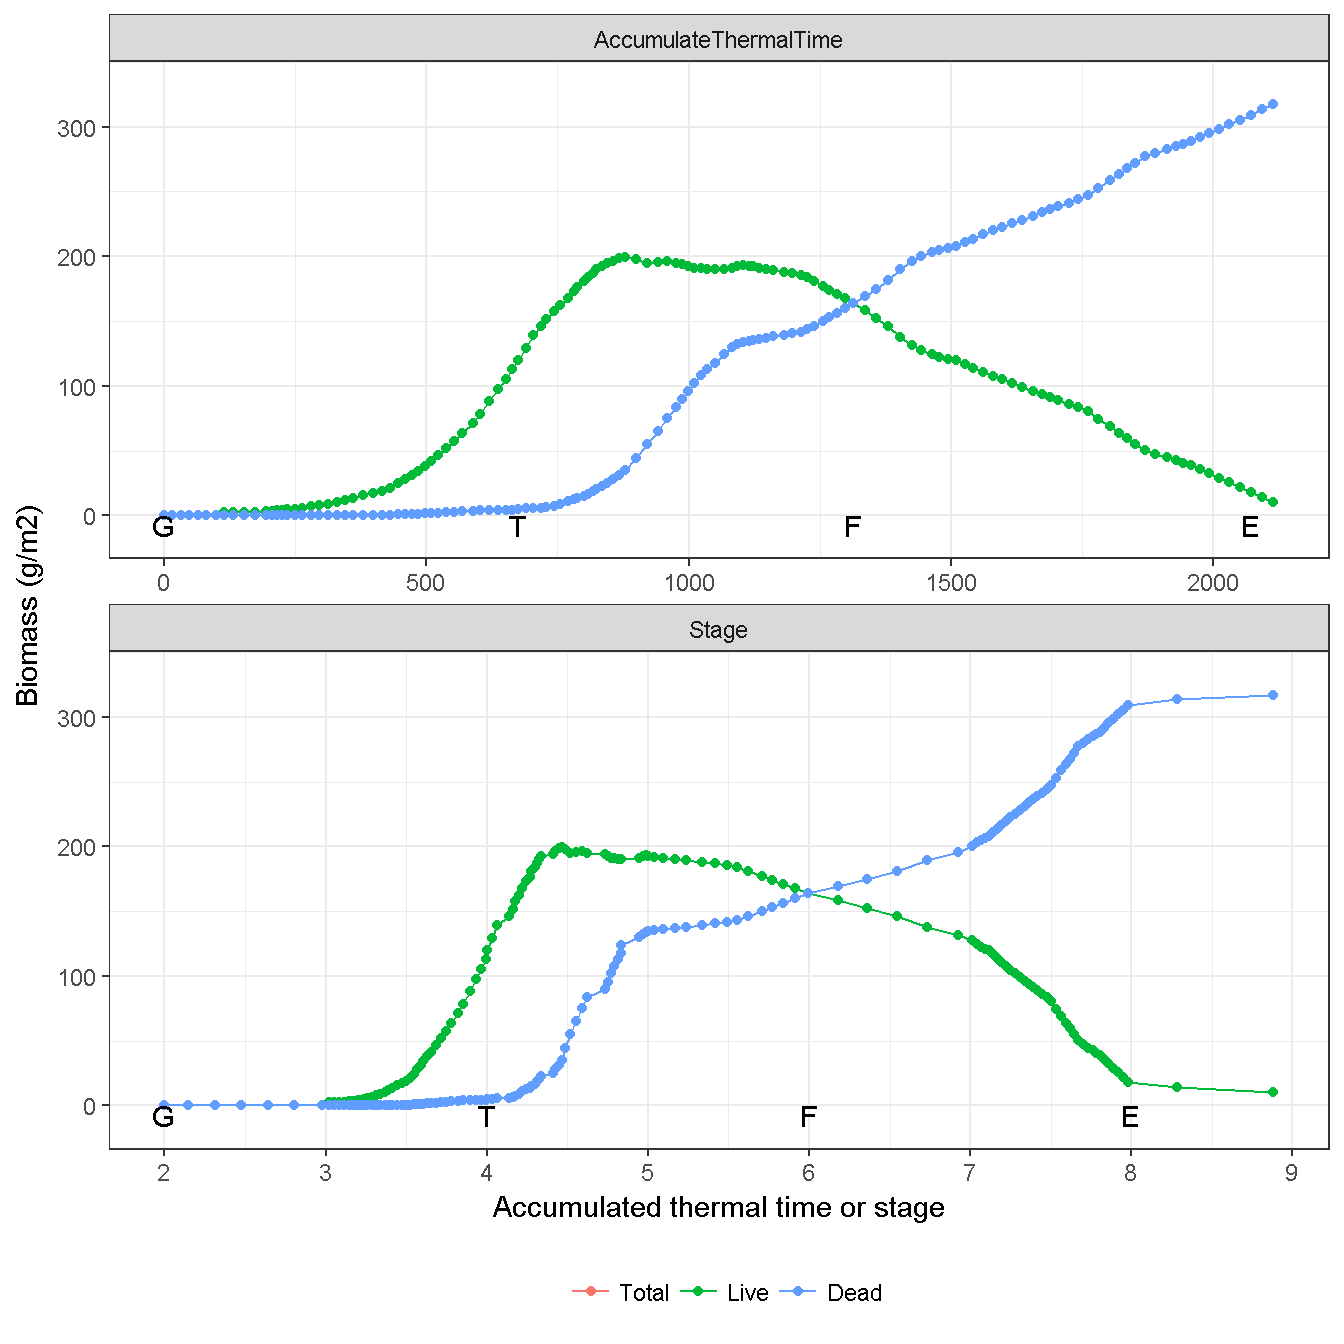 AccumulateThermalTime
300
200
100
0
G T F E
0 500 1000 1500 2000
Biomass (g/m2)
Stage
300
200
100
0
G T F E
2 3 4 5 6 7 8 9
Accumulated thermal time or stage
Total Live Dead